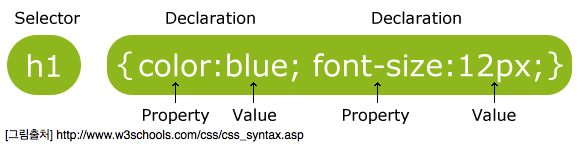 Selector Declaration Declaration
h1 {color:blue; font-size:12px;}
Property Value Property Value
[그림출처] http://www.w3schools.com/css/css_syntax.asp